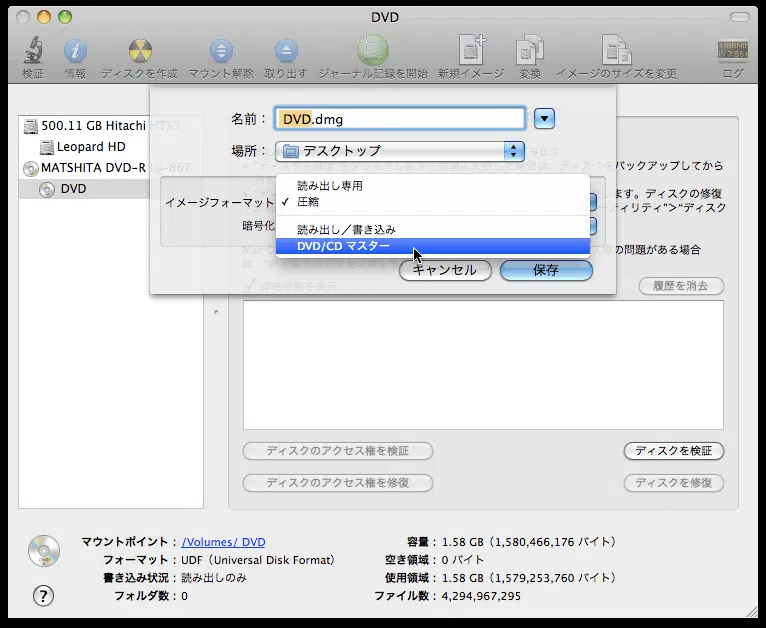 DVD
検証
情報
ディスクを作成
マウント解除
取り出す
ジャーナル記録を開始
新規イメージ
変換
イメージのサイズを変更
ログ
名前：
DVD.dmg
場所：
デスクトップ
イメージフォーマット
読み出し専用
✓ 圧縮
暗号化
読み出し／書き込み
DVD/CD マスター
キャンセル
保存
500.11 GB Hitachi HTS5
Leopard HD
MATSHITA DVD-R UJ-867
DVD
バックアップしてから
ます。ディスクの修復
ーティリティ”>“ディスク
の問題がある場合
詳細情報を表示
履歴を消去
ディスクのアクセス権を検証
ディスクを検証
ディスクのアクセス権を修復
ディスクを修復
マウントポイント：/Volumes/ DVD
フォーマット：UDF（Universal Disk Format）
書き込み状況：読み出しのみ
フォルダ数：0
容量：1.58 GB（1,580,466,176 バイト）
空き領域：0 バイト
使用領域：1.58 GB（1,579,253,760 バイト）
ファイル数：4,294,967,295
?